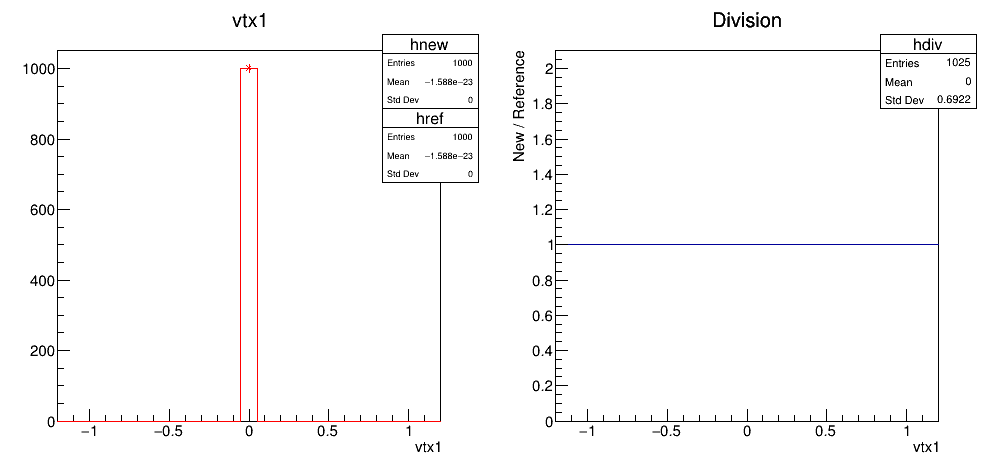 vtx1
hnew
Entries 1000
Mean −1.588e−23
Std Dev 0
href
Entries 1000
Mean −1.588e−23
Std Dev 0
1000
800
600
400
200
0
−1 −0.5 0 0.5 1
vtx1
Division
hdiv
Entries 1025
Mean 0
Std Dev 0.6922
New / Reference
2
1.8
1.6
1.4
1.2
1
0.8
0.6
0.4
0.2
0
−1 −0.5 0 0.5 1
vtx1